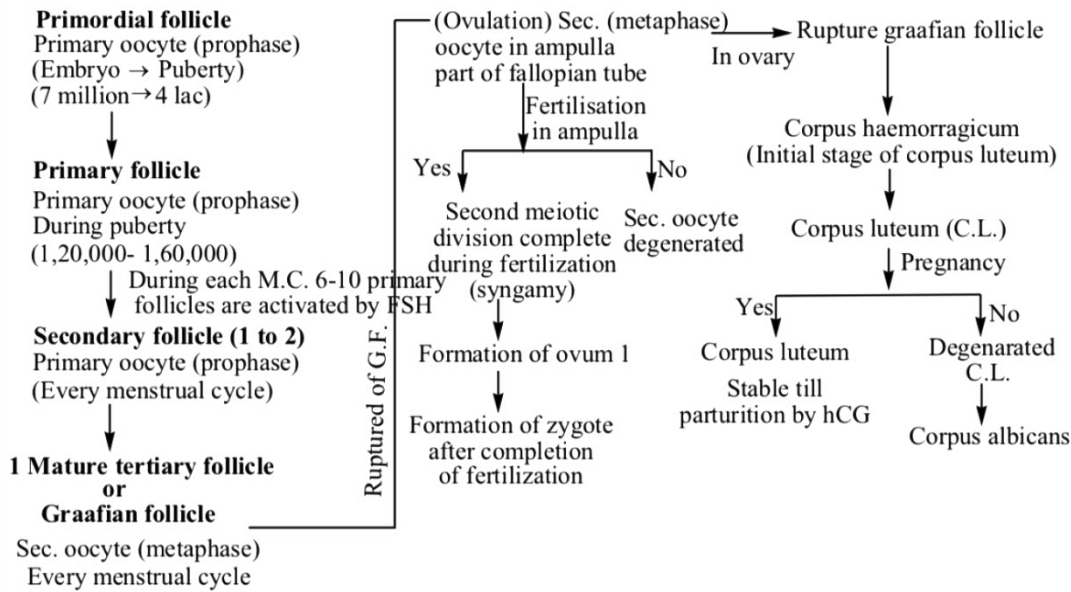 Primordial follicle
Primary oocyte (prophase)
(Embryo → Puberty)
(7 million→4 lac)
Primary follicle
Primary oocyte (prophase)
During puberty
(1,20,000- 1,60,000)
During each M.C. 6-10 primary
follicles are activated by FSH
Secondary follicle (1 to 2)
Primary oocyte (prophase)
(Every menstrual cycle)
1 Mature tertiary follicle
or
Graafian follicle
Sec. oocyte (metaphase)
Every menstrual cycle
Ruptured of G.F.
(Ovulation) Sec. (metaphase)
oocyte in ampulla
part of fallopian tube
Fertilisation
in ampulla
Yes
No
Second meiotic
division complete
during fertilization
(syngamy)
Sec. oocyte
degenerated
Formation of ovum 1
Formation of zygote
after completion
of fertilization
In ovary
Rupture graafian follicle
Corpus haemorragicum
(Initial stage of corpus luteum)
Corpus luteum (C.L.)
Pregnancy
Yes
No
Corpus luteum
Stable till
parturition by hCG
Degenarated
C.L.
Corpus albicans